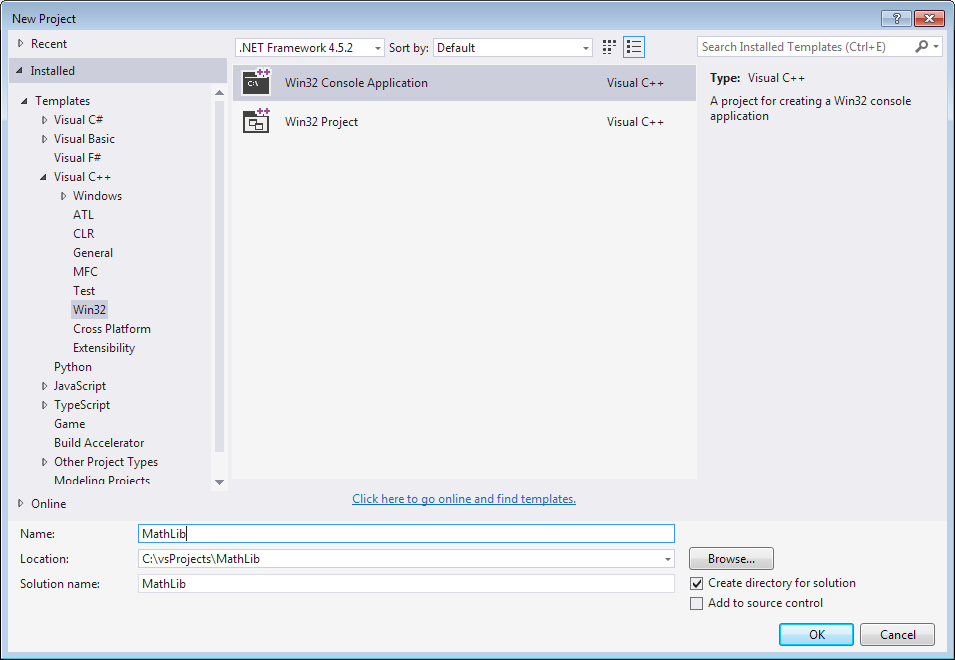 New Project
Recent
.NET Framework 4.5.2
Sort by: Default
Search Installed Templates (Ctrl+E)
Installed
Templates
Visual C#
Visual Basic
Visual F#
Visual C++
Windows
ATL
CLR
General
MFC
Test
Win32
Cross Platform
Extensibility
Python
JavaScript
TypeScript
Game
Build Accelerator
Other Project Types
Modeling Projects
Online
C:\
Win32 Console Application Visual C++
Win32 Project Visual C++
Click here to go online and find templates.
Type: Visual C++
A project for creating a Win32 console
application
Name: MathLib
Location: C:\vsProjects\MathLib
Browse...
Solution name: MathLib
Create directory for solution
Add to source control
OK
Cancel